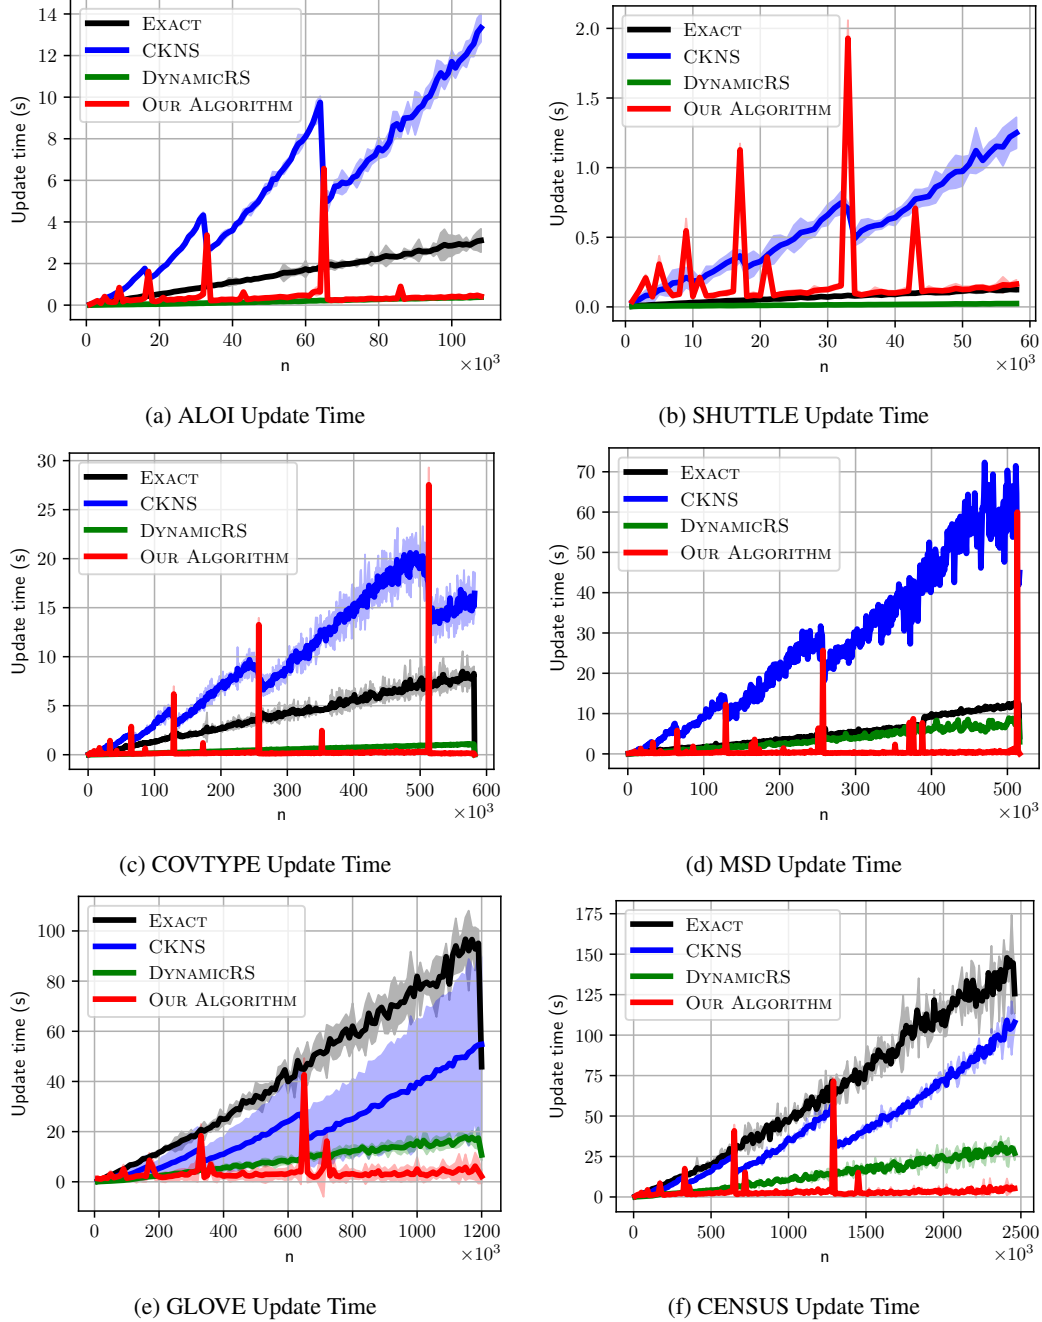 14
12
10
8
6
4
2
0
Update time (s)
EXACT
CKNS
DYNAMICRS
OUR ALGORITHM
0 20 40 60 80 100
n
×10³
(a) ALOI Update Time
2.0
1.5
1.0
0.5
0.0
Update time (s)
EXACT
CKNS
DYNAMICRS
OUR ALGORITHM
0 10 20 30 40 50 60
n
×10³
(b) SHUTTLE Update Time
30
25
20
15
10
5
0
Update time (s)
EXACT
CKNS
DYNAMICRS
OUR ALGORITHM
0 100 200 300 400 500 600
n
×10³
(c) COVTYPE Update Time
70
60
50
40
30
20
10
0
Update time (s)
EXACT
CKNS
DYNAMICRS
OUR ALGORITHM
0 100 200 300 400 500
n
×10³
(d) MSD Update Time
100
80
60
40
20
0
Update time (s)
EXACT
CKNS
DYNAMICRS
OUR ALGORITHM
0 200 400 600 800 1000 1200
n
×10³
(e) GLOVE Update Time
175
150
125
100
75
50
25
0
Update time (s)
EXACT
CKNS
DYNAMICRS
OUR ALGORITHM
0 500 1000 1500 2000 2500
n
×10³
(f) CENSUS Update Time